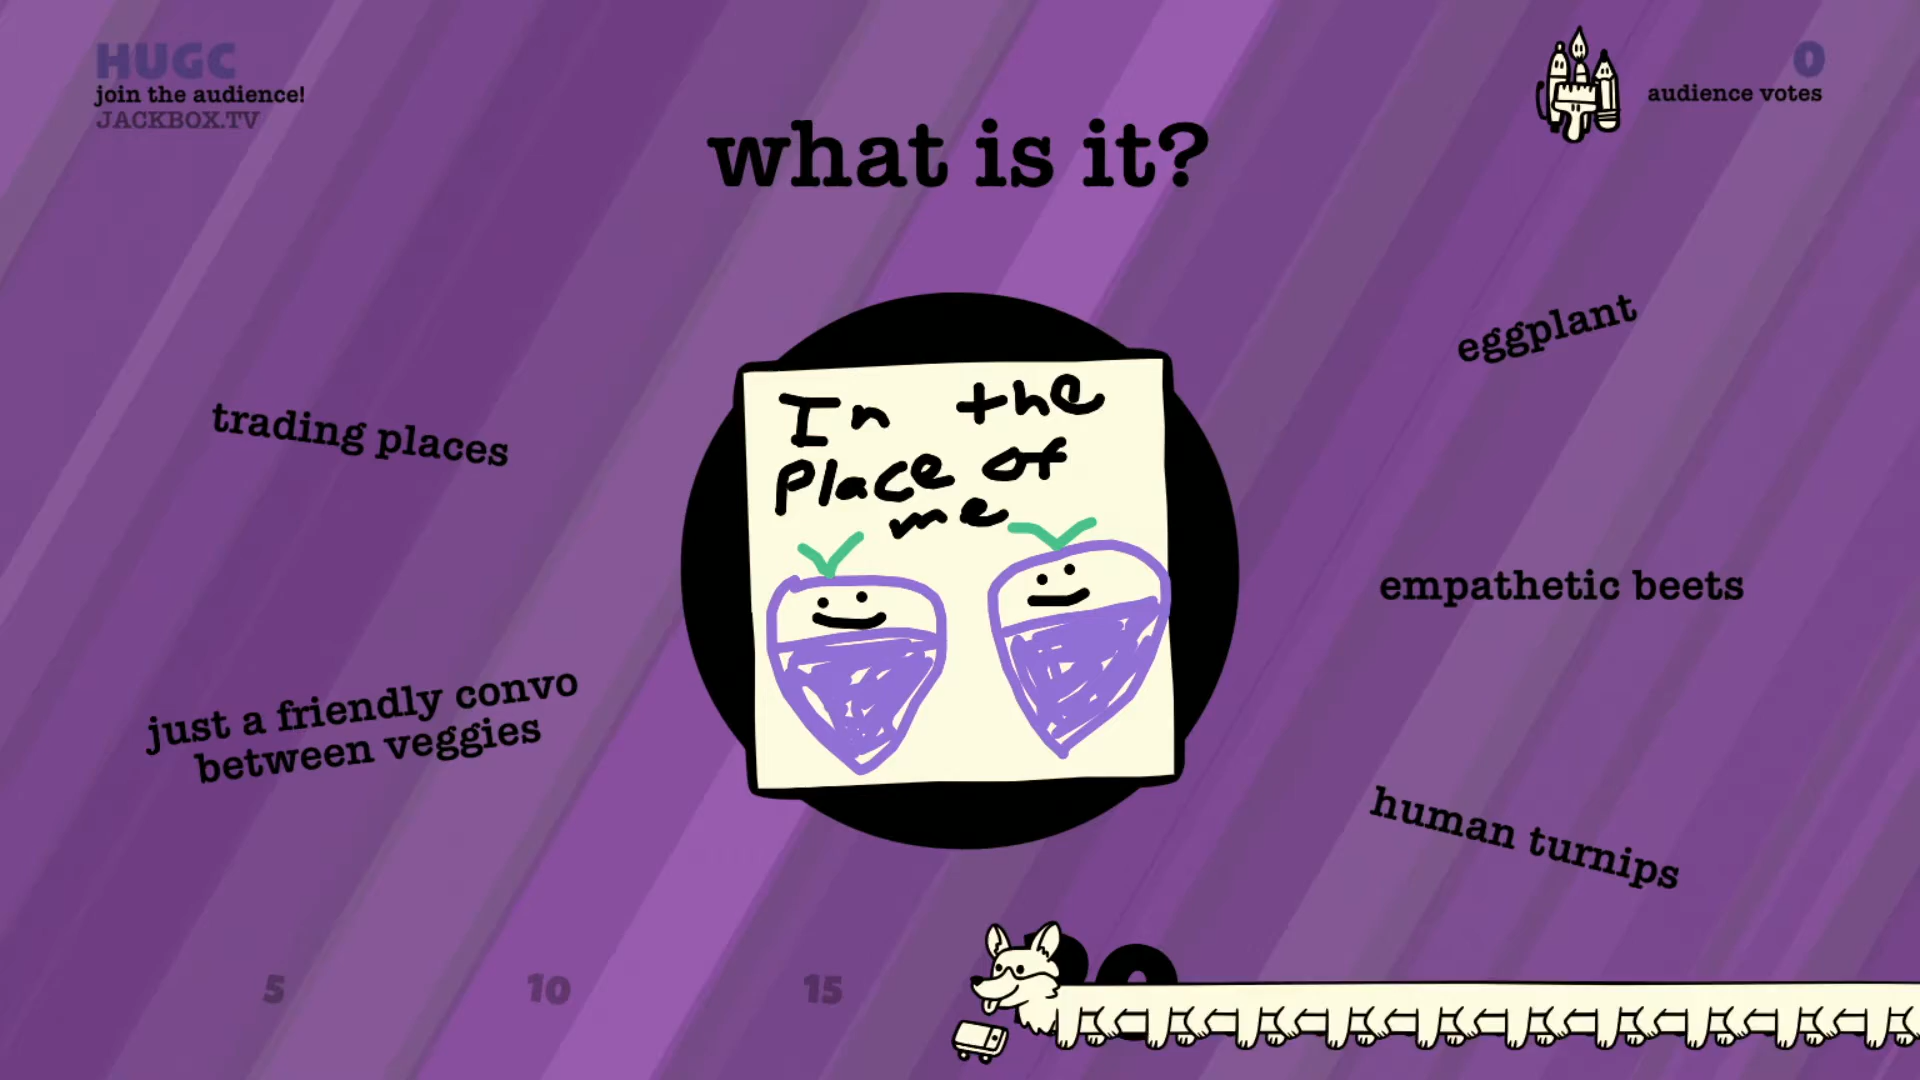 HUGC
join the audience!
JACKBOX.TV
0
audience votes
what is it?
In the
Place of
me
trading places
just a friendly convo
between veggies
eggplant
empathetic beets
human turnips
5
10
15